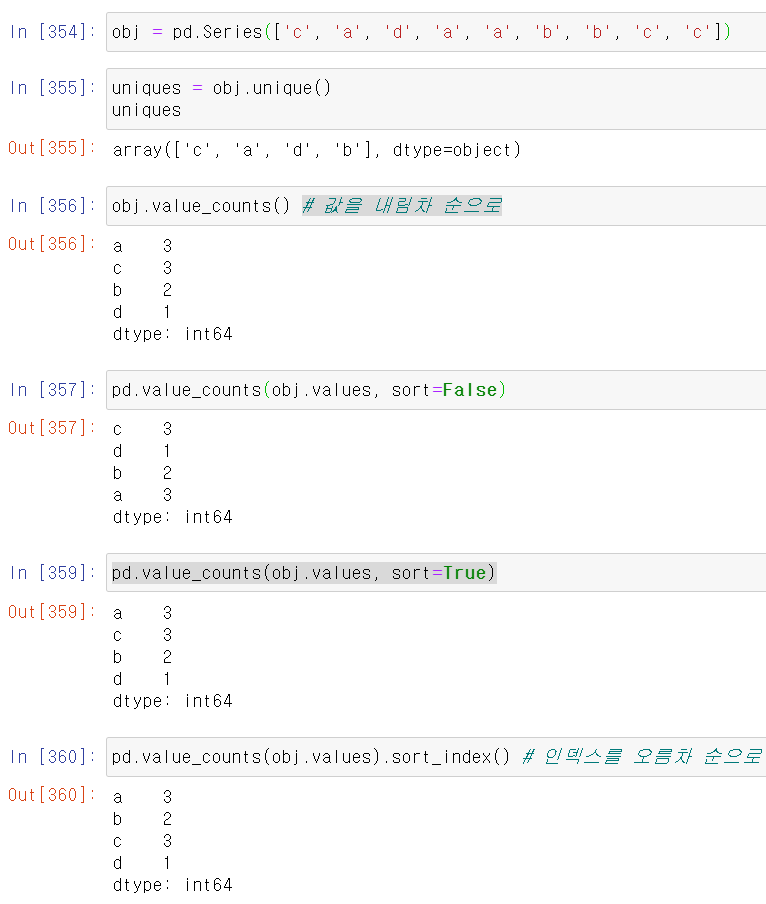 In [354]: obj = pd.Series(['c', 'a', 'd', 'a', 'a', 'b', 'b', 'c', 'c'])
In [355]: uniques = obj.unique()
uniques
Out[355]: array(['c', 'a', 'd', 'b'], dtype=object)
In [356]: obj.value_counts() # 값을 내림차 순으로
Out[356]: a 3
c 3
b 2
d 1
dtype: int64
In [357]: pd.value_counts(obj.values, sort=False)
Out[357]: c 3
d 1
b 2
a 3
dtype: int64
In [359]: pd.value_counts(obj.values, sort=True)
Out[359]: a 3
c 3
b 2
d 1
dtype: int64
In [360]: pd.value_counts(obj.values).sort_index() # 인덱스를 오름차 순으로
Out[360]: a 3
b 2
c 3
d 1
dtype: int64